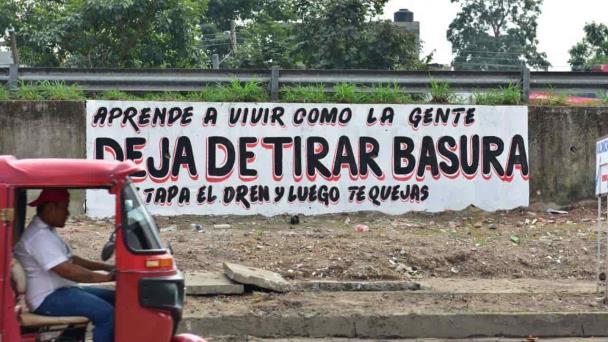 APRENDE A VIVIR COMO LA GENTE
DEJA DE TIRAR BASURA
TAPA EL DREN Y LUEGO TE QUEJAS